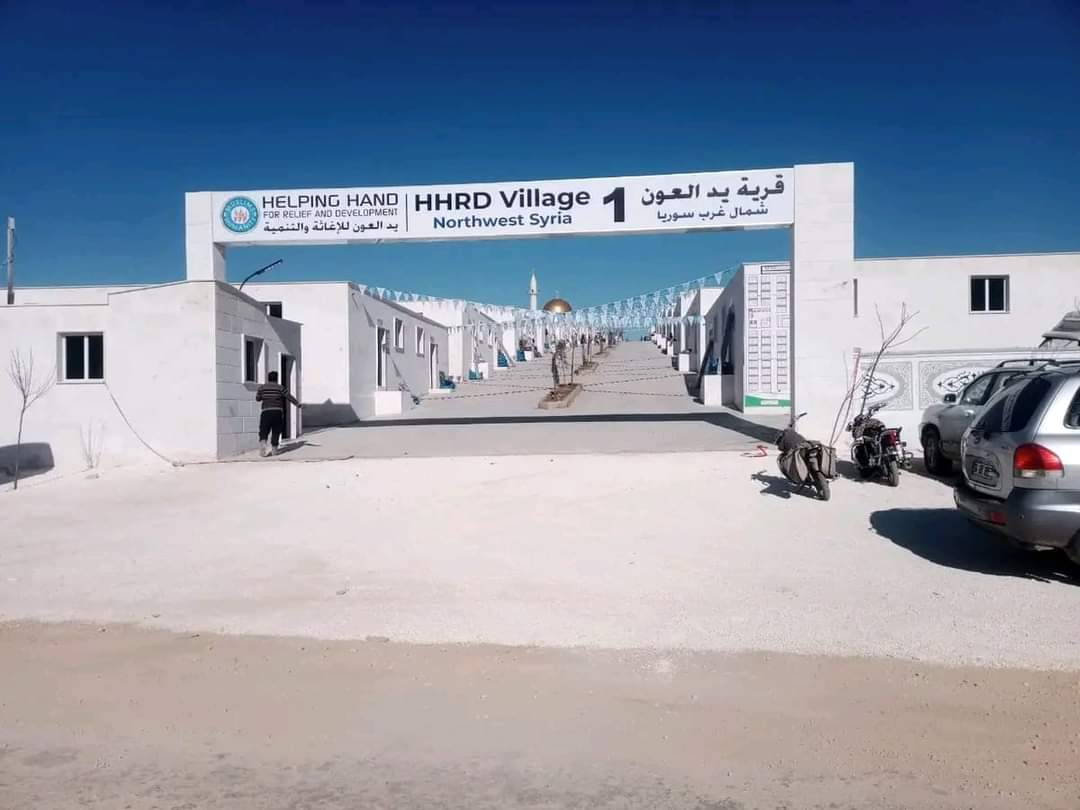 HELPING HAND
FOR RELIEF AND DEVELOPMENT
يد العون للإغاثة والتنمية
HHRD Village
Northwest Syria
1
قرية يد العون
شمال غرب سوريا